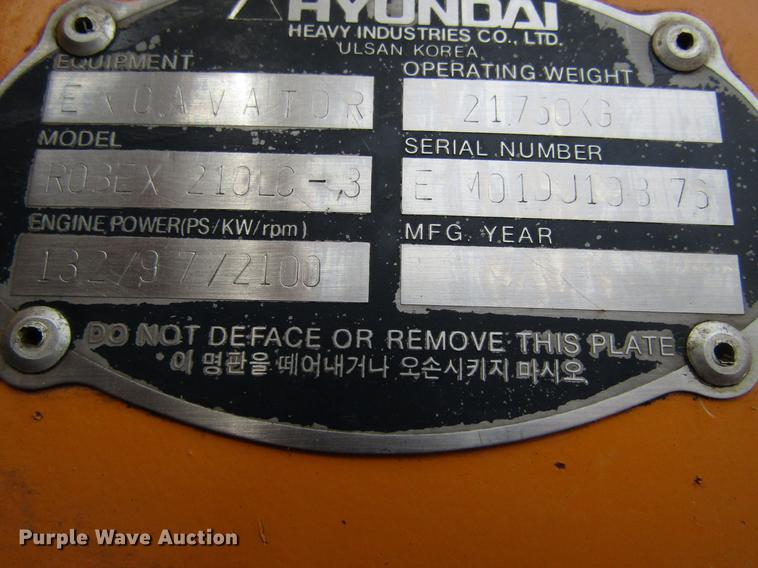 HYUNDAI
HEAVY INDUSTRIES CO., LTD.
ULSAN KOREA
EQUIPMENT
EXCAVATOR
OPERATING WEIGHT
21,750KG
MODEL
ROBEX 210LC-3
SERIAL NUMBER
ENGINE POWER(PS/KW/rpm)
132/97/2100
MFG. YEAR
DO NOT DEFACE OR REMOVE THIS PLATE
이 명판을 떼어내거나 오손시키지 마시오
Purple Wave Auction